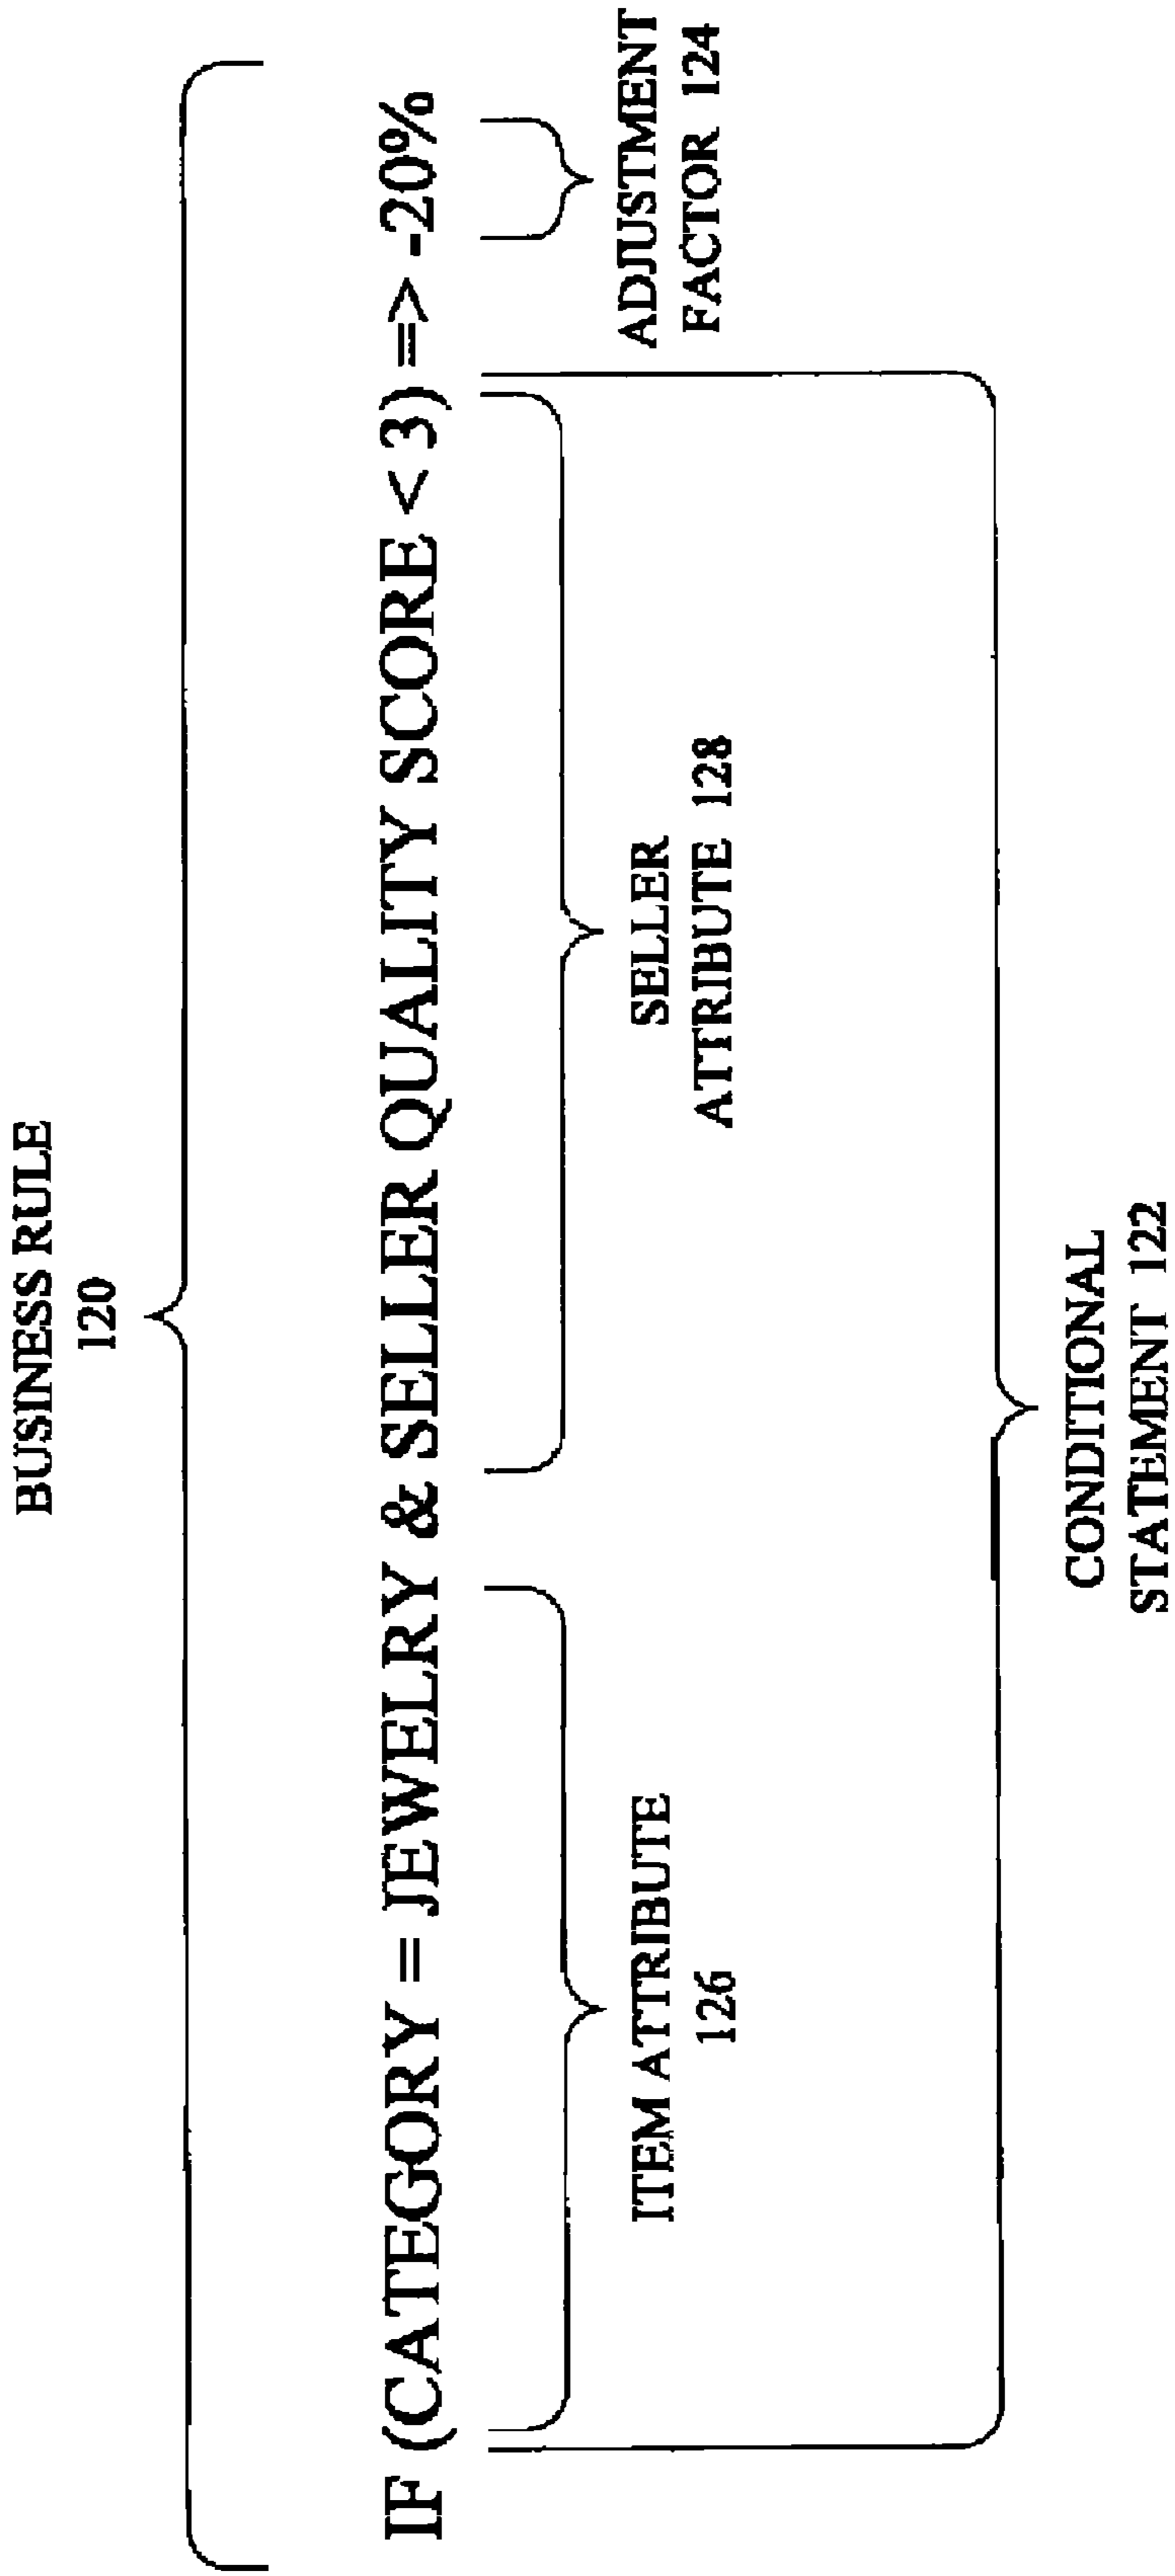 BUSINESS RULE
120
IF (CATEGORY = JEWELRY & SELLER QUALITY SCORE < 3) => -20%
ITEM ATTRIBUTE
126
SELLER
ATTRIBUTE 128
ADJUSTMENT
FACTOR 124
CONDITIONAL
STATEMENT 122